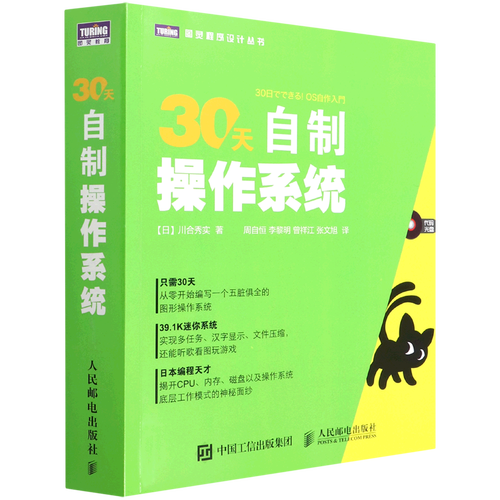 TURING
图灵教育
30天
自制操作系统
人民邮电出版社
TURING
图灵程序设计丛书
30日でできる! OS自作入門
30天自制
操作系统
【日】川合秀实 著
周自恒 李黎明 曾祥江 张文旭 译
代码
光盘
只需30天
从零开始编写一个五脏俱全的
图形操作系统
39.1K迷你系统
实现多任务、汉字显示、文件压缩,
还能听歌看图玩游戏
日本编程天才
揭开CPU、内存、磁盘以及操作系统
底层工作模式的神秘面纱
中国工信出版集团
人民邮电出版社
POSTS & TELECOM PRESS